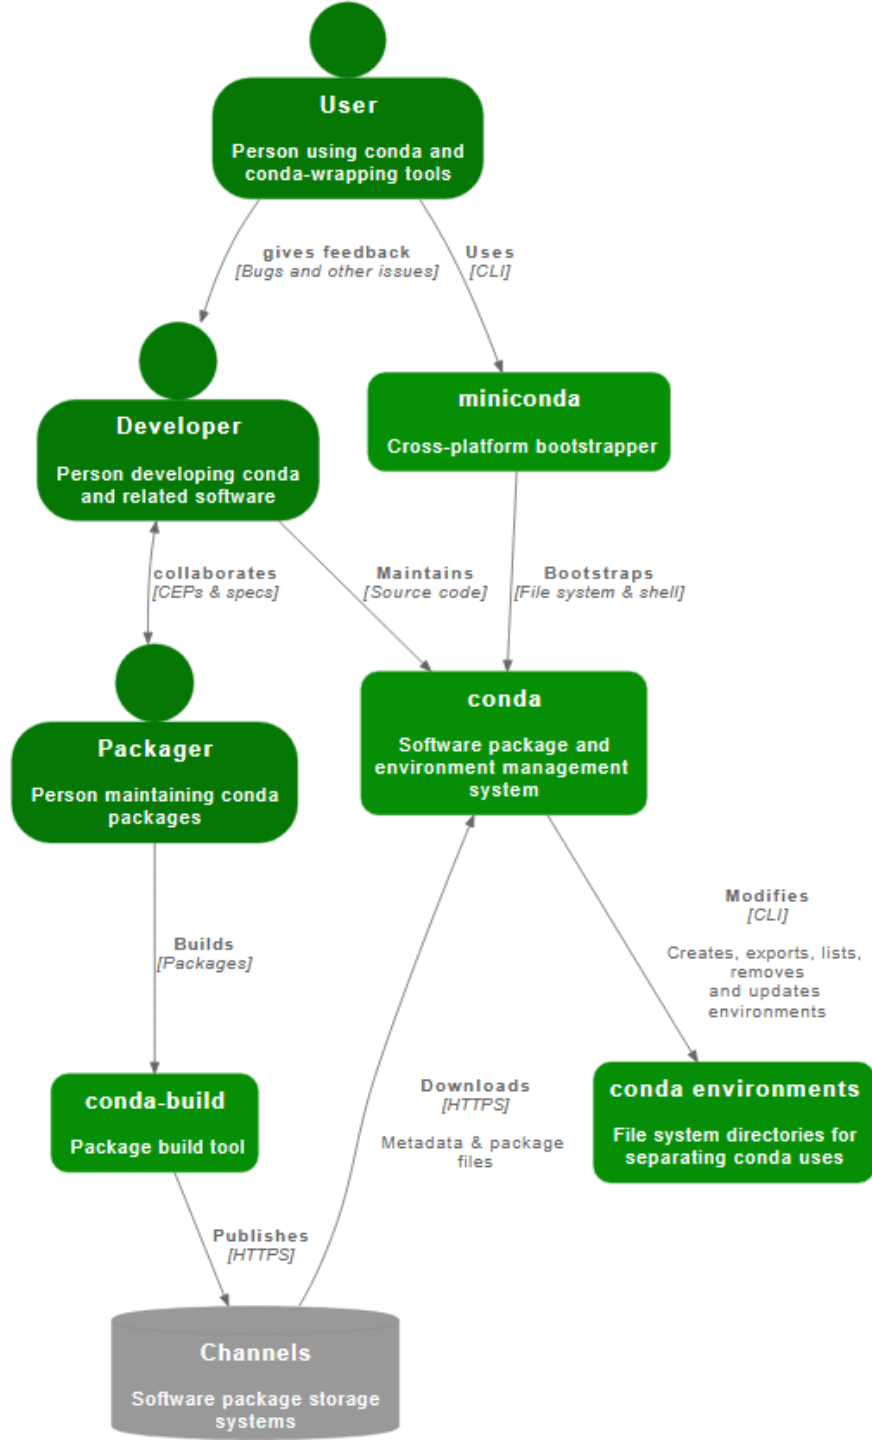 User
Person using conda and
conda-wrapping tools
gives feedback
[Bugs and other issues]
Uses
[CLI]
Developer
Person developing conda
and related software
miniconda
Cross-platform bootstrapper
collaborates
[CEPs & specs]
Maintains
[Source code]
Bootstraps
[File system & shell]
Packager
Person maintaining conda
packages
conda
Software package and
environment management
system
Builds
[Packages]
Modifies
[CLI]
Creates, exports, lists,
removes
and updates
environments
conda-build
Package build tool
Downloads
[HTTPS]
Metadata & package
files
conda environments
File system directories for
separating conda uses
Publishes
[HTTPS]
Channels
Software package storage
systems